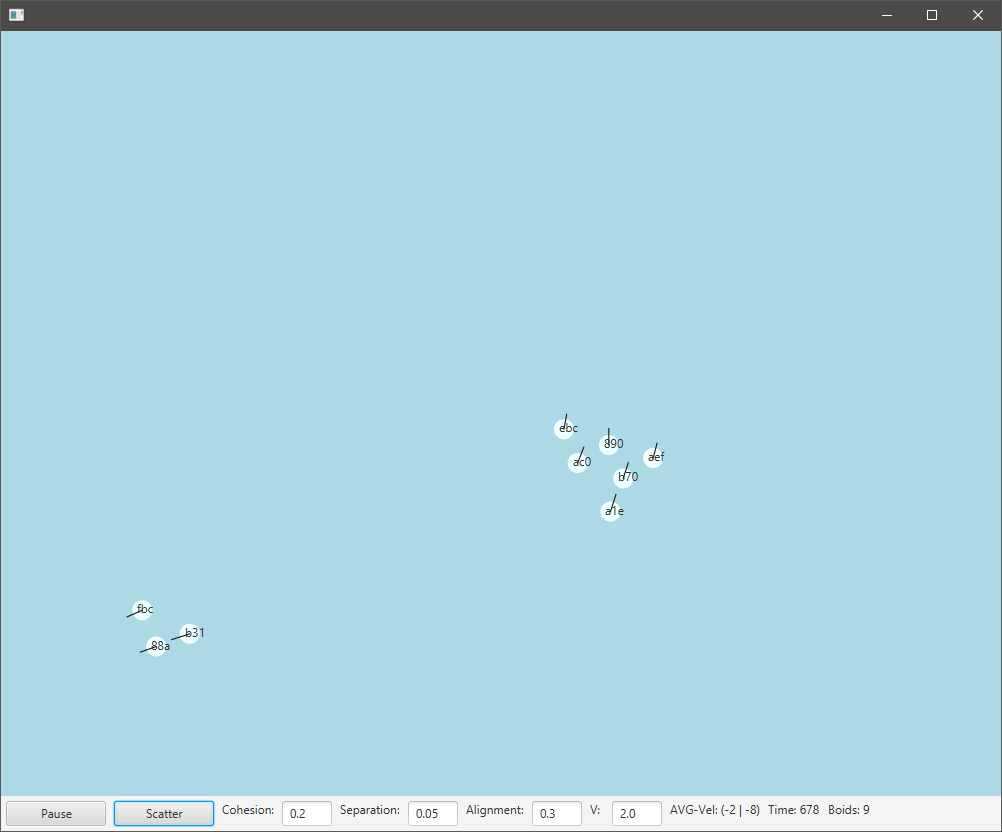 ebc
890
ac0
aef
b70
a1e
fbc
b31
88a
Pause Scatter Cohesion: 0.2 Separation: 0.05 Alignment: 0.3 V: 2.0 AVG-Vel: (-2 | -8) Time: 678 Boids: 9